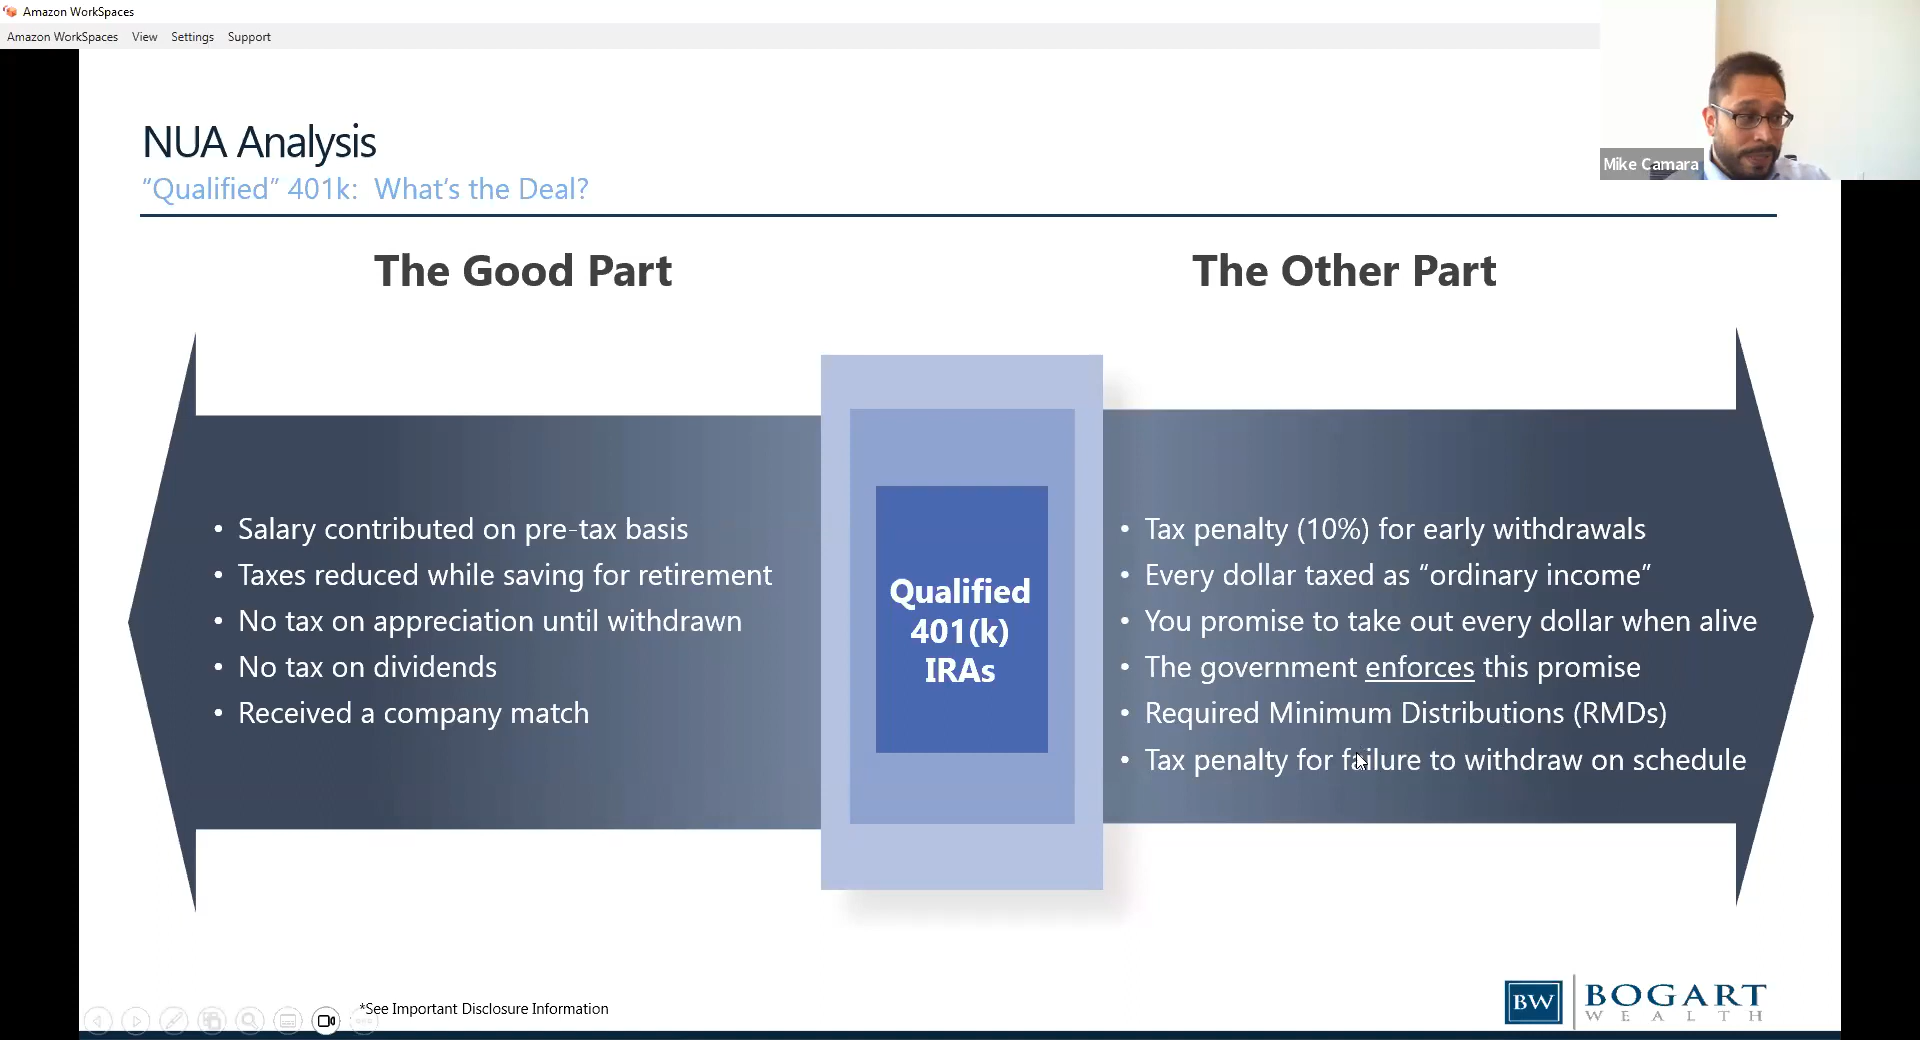 Amazon WorkSpaces
Amazon WorkSpaces View Settings Support
Mike Camara
NUA Analysis
“Qualified” 401k: What’s the Deal?
The Good Part
The Other Part
• Salary contributed on pre-tax basis
• Taxes reduced while saving for retirement
• No tax on appreciation until withdrawn
• No tax on dividends
• Received a company match
Qualified
401(k)
IRAs
• Tax penalty (10%) for early withdrawals
• Every dollar taxed as “ordinary income”
• You promise to take out every dollar when alive
• The government enforces this promise
• Required Minimum Distributions (RMDs)
• Tax penalty for failure to withdraw on schedule
*See Important Disclosure Information
BW
BOGART
WEALTH